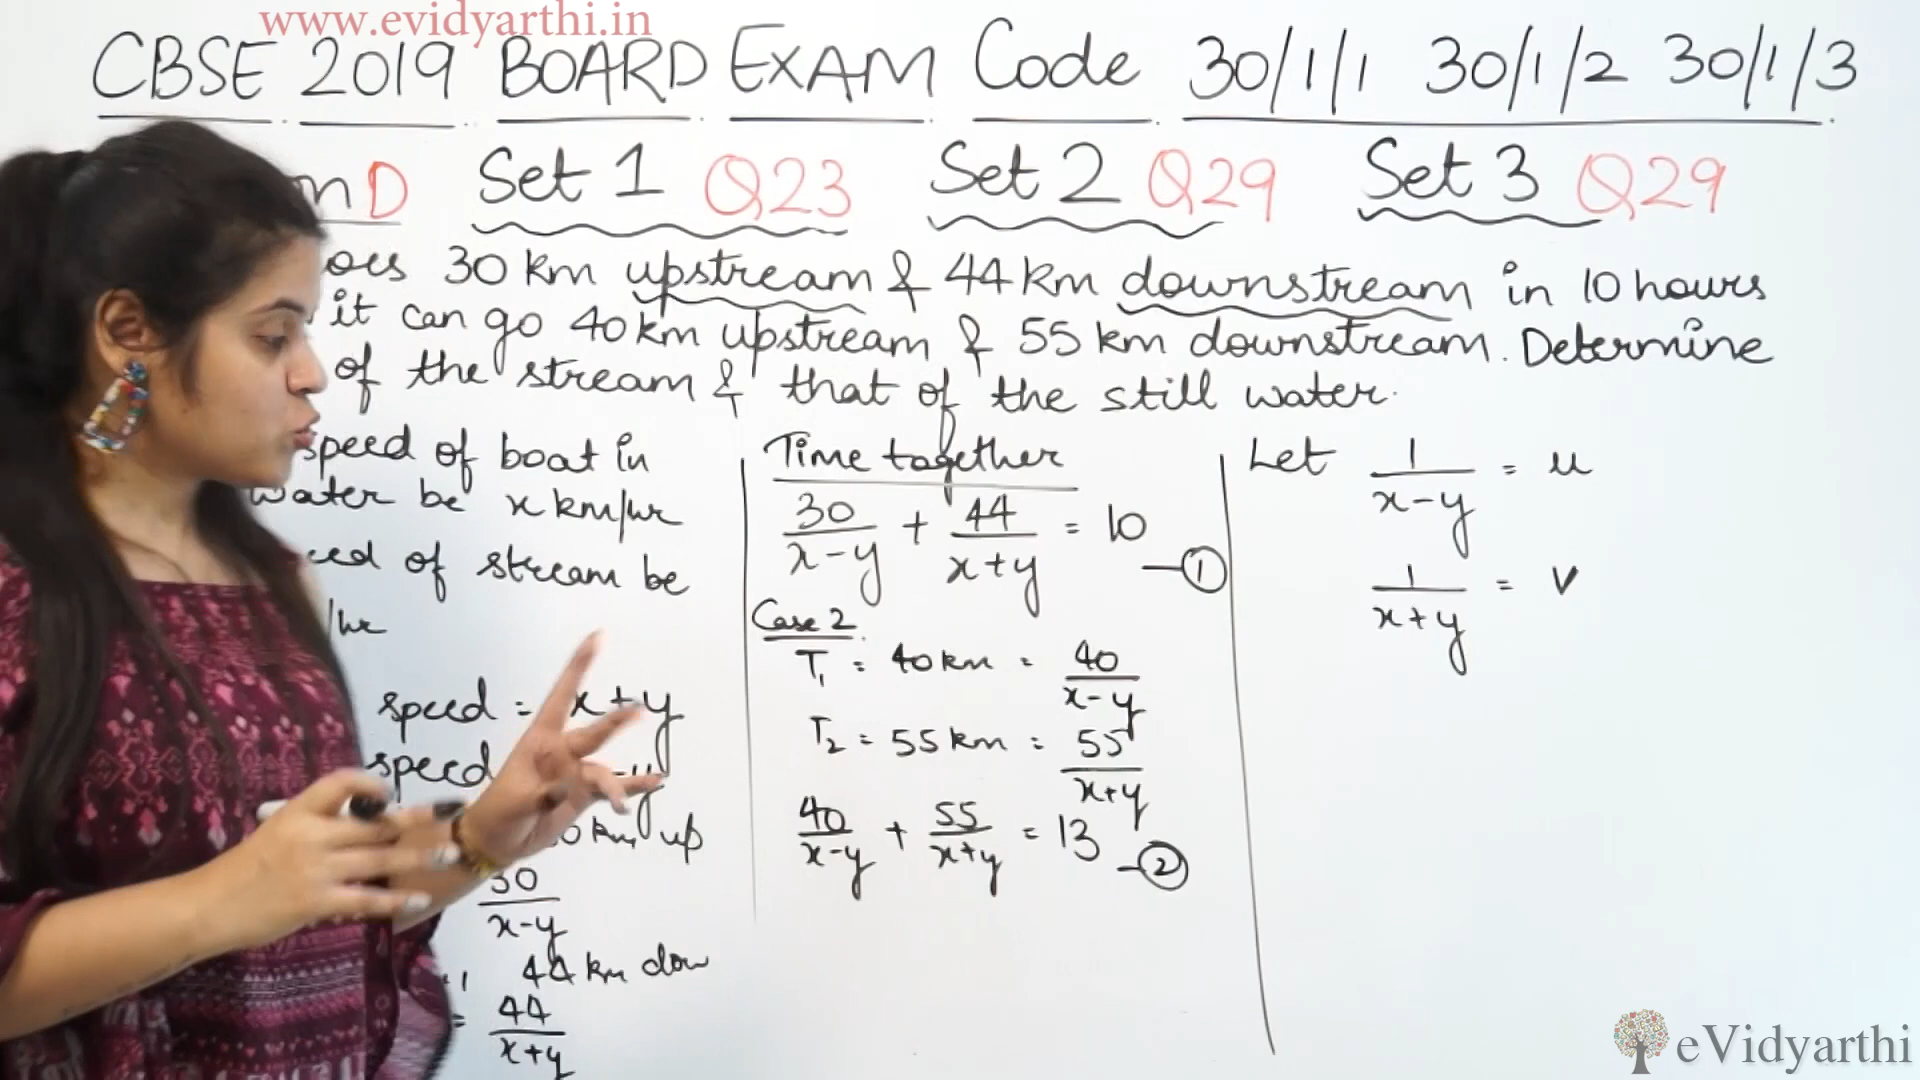 www.evidyarthi.in
CBSE 2019 BOARD EXAM Code 30/1/1 30/1/2 30/1/3
D Set 1 Q23 Set 2 Q29 Set 3 Q29
30 km upstream & 44 km downstream in 10 hours
it can go 40 km upstream & 55 km downstream. Determine
of the stream & that of the still water.
speed of boat in
water be x km/hr
of stream be
/hr
speed = x+y
speed
km up
30/x-y
44 km dow
= 44/x+y
Time together
30/x-y + 44/x+y = 10 —①
Case 2
T₁ = 40 km = 40/x-y
T₂ = 55 km = 55/x+y
40/x-y + 55/x+y = 13 —②
Let 1/x-y = u
1/x+y = v
eVidyarthi